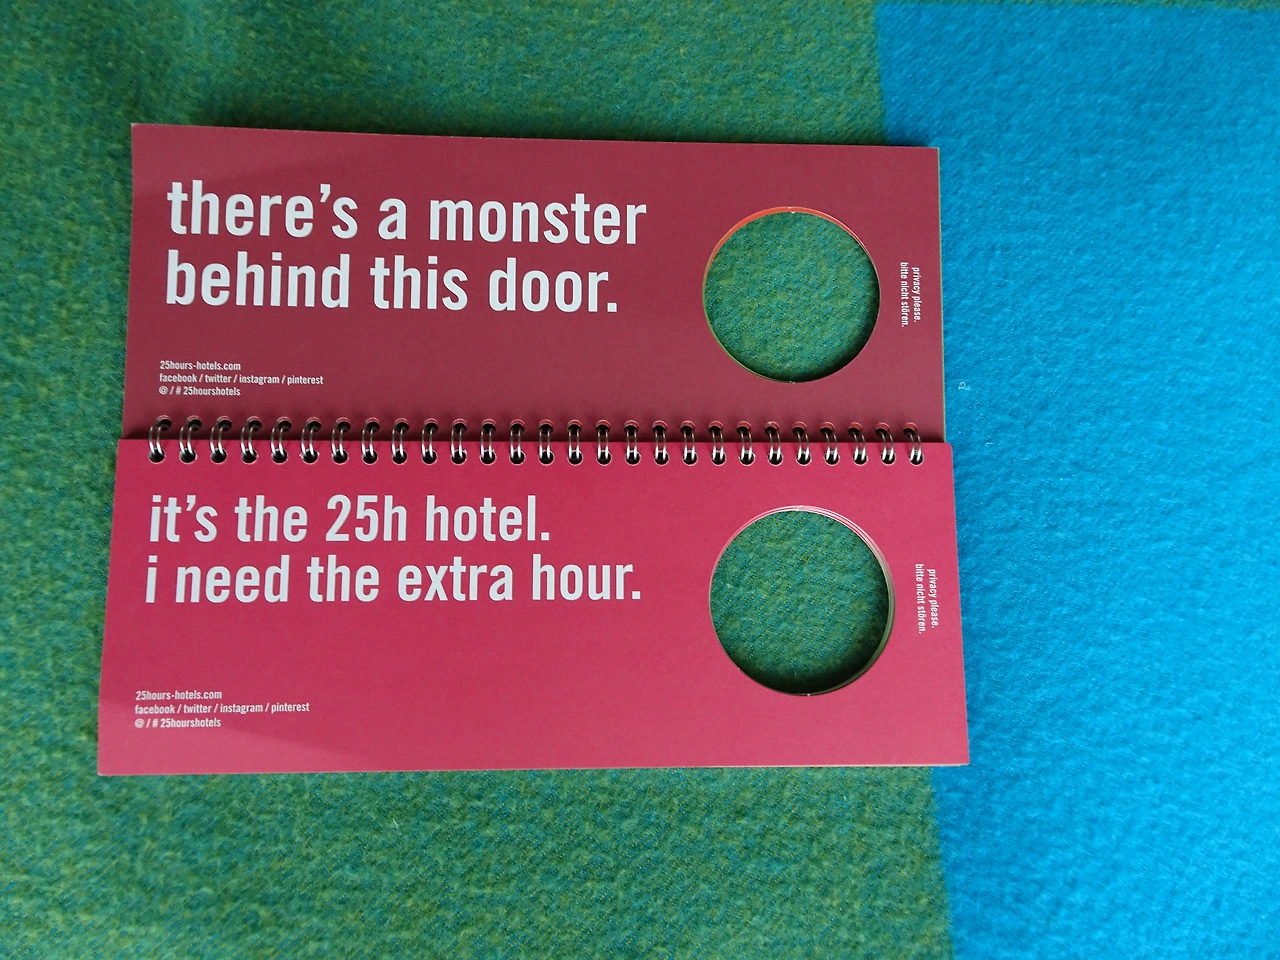 there's a monster
behind this door.
privacy please.
bitte nicht stören.
25hours-hotels.com
facebook / twitter / instagram / pinterest
@ / # 25hourshotels
it's the 25h hotel.
i need the extra hour.
privacy please.
bitte nicht stören.
25hours-hotels.com
facebook / twitter / instagram / pinterest
@ / # 25hourshotels